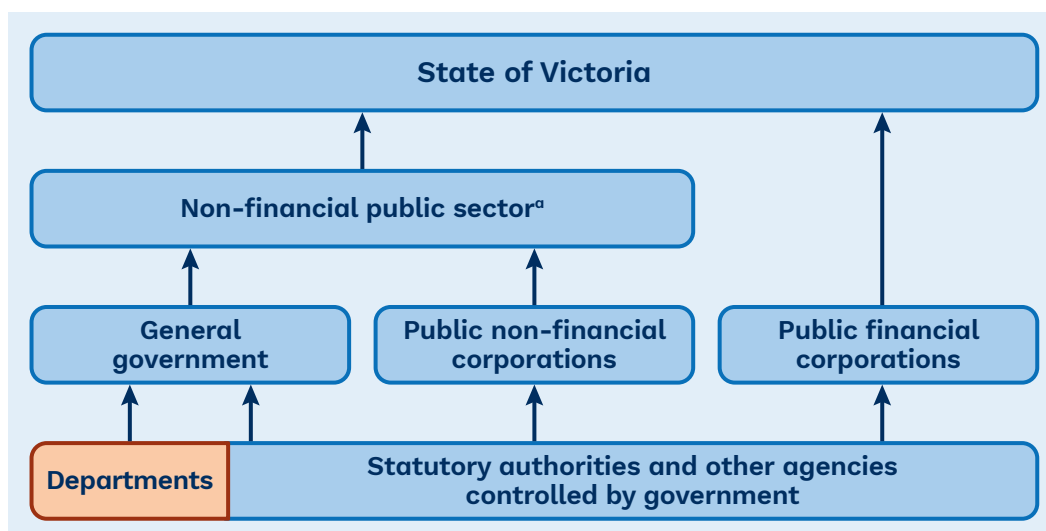 State of Victoria
Non-financial public sectorᵃ
General
government
Public non-financial
corporations
Public financial
corporations
Departments
Statutory authorities and other agencies
controlled by government